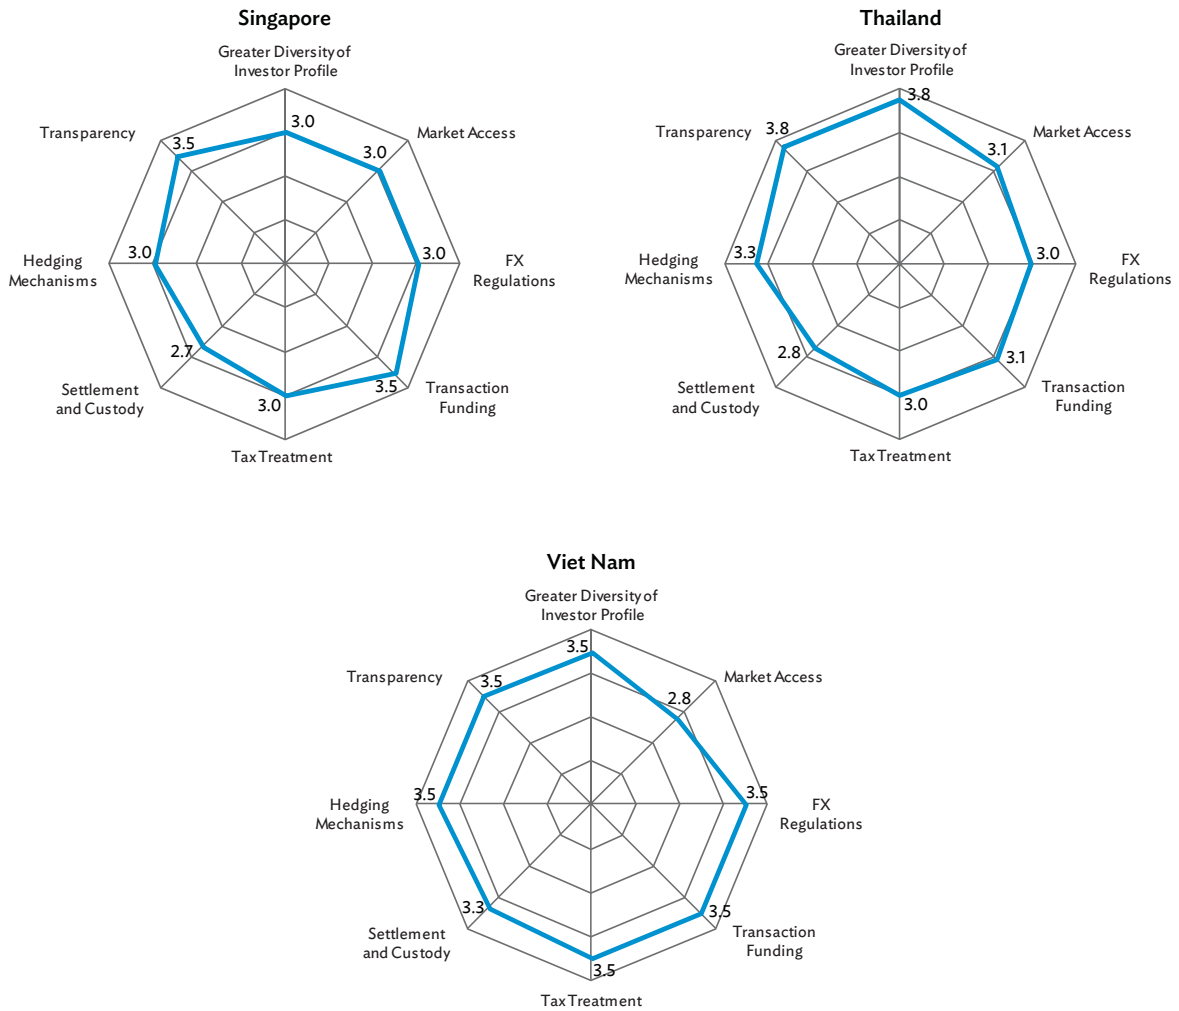 Singapore
Greater Diversity of
Investor Profile
3.0
Transparency
3.5
Market Access
3.0
Hedging
Mechanisms
3.0
FX
Regulations
3.0
Settlement
and Custody
2.7
Transaction
Funding
3.5
3.0
Tax Treatment
Thailand
Greater Diversity of
Investor Profile
3.8
Transparency
3.8
Market Access
3.1
Hedging
Mechanisms
3.3
FX
Regulations
3.0
Settlement
and Custody
2.8
Transaction
Funding
3.1
3.0
Tax Treatment
Viet Nam
Greater Diversity of
Investor Profile
3.5
Transparency
3.5
Market Access
2.8
Hedging
Mechanisms
3.5
FX
Regulations
3.5
Settlement
and Custody
3.3
Transaction
Funding
3.5
3.5
Tax Treatment